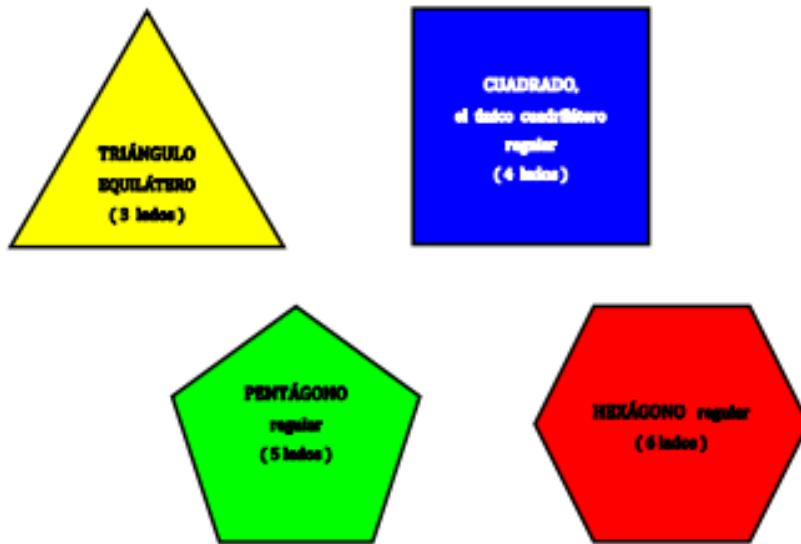 TRIÁNGULO
EQUILÁTERO
( 3 lados )
CUADRADO,
el único cuadrilátero
regular
( 4 lados )
PENTÁGONO
regular
( 5 lados )
HEXÁGONO regular
( 6 lados )